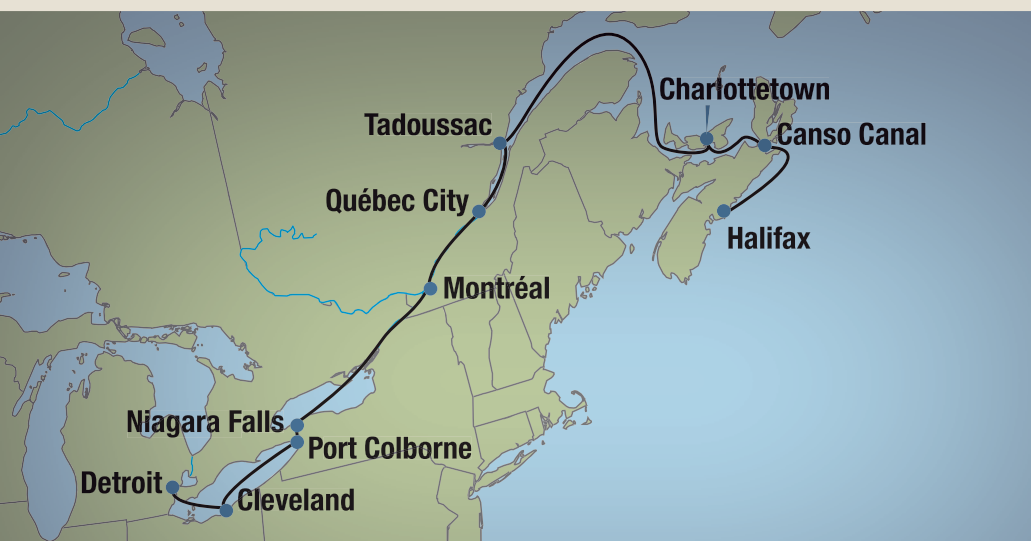 Charlottetown
Tadoussac
Canso Canal
Québec City
Halifax
Montréal
Niagara Falls
Port Colborne
Detroit
Cleveland